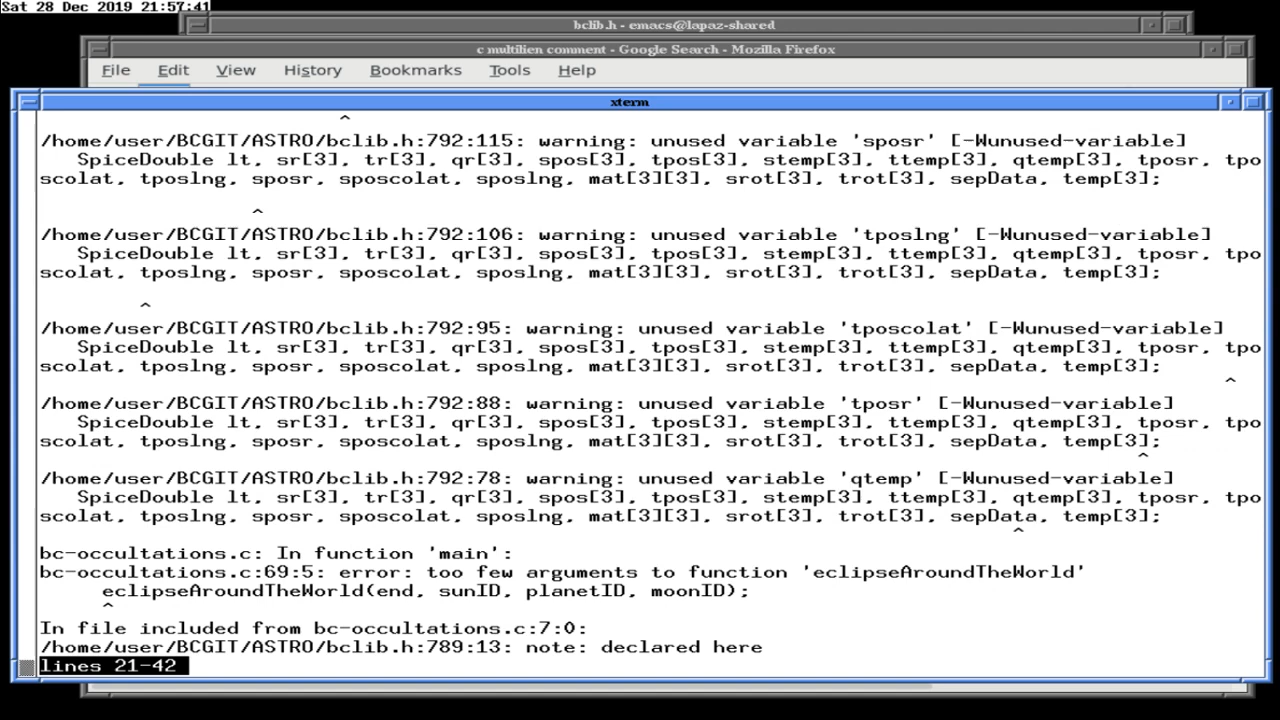 Sat 28 Dec 2019 21:57:41
bclib.h - emacs@lapaz-shared
c multilien comment - Google Search - Mozilla Firefox
File Edit View History Bookmarks Tools Help
xterm
^
/home/user/BCGIT/ASTRO/bclib.h:792:115: warning: unused variable 'sposr' [-Wunused-variable]
SpiceDouble lt, sr[3], tr[3], qr[3], spos[3], tpos[3], stemp[3], ttemp[3], qtemp[3], tposr, tpo
scolat, tposlng, sposr, sposcolat, sposlng, mat[3][3], srot[3], trot[3], sepData, temp[3];
^
/home/user/BCGIT/ASTRO/bclib.h:792:106: warning: unused variable 'tposlng' [-Wunused-variable]
SpiceDouble lt, sr[3], tr[3], qr[3], spos[3], tpos[3], stemp[3], ttemp[3], qtemp[3], tposr, tpo
scolat, tposlng, sposr, sposcolat, sposlng, mat[3][3], srot[3], trot[3], sepData, temp[3];
^
/home/user/BCGIT/ASTRO/bclib.h:792:95: warning: unused variable 'tposcolat' [-Wunused-variable]
SpiceDouble lt, sr[3], tr[3], qr[3], spos[3], tpos[3], stemp[3], ttemp[3], qtemp[3], tposr, tpo
scolat, tposlng, sposr, sposcolat, sposlng, mat[3][3], srot[3], trot[3], sepData, temp[3];
^
/home/user/BCGIT/ASTRO/bclib.h:792:88: warning: unused variable 'tposr' [-Wunused-variable]
SpiceDouble lt, sr[3], tr[3], qr[3], spos[3], tpos[3], stemp[3], ttemp[3], qtemp[3], tposr, tpo
scolat, tposlng, sposr, sposcolat, sposlng, mat[3][3], srot[3], trot[3], sepData, temp[3];
^
/home/user/BCGIT/ASTRO/bclib.h:792:78: warning: unused variable 'qtemp' [-Wunused-variable]
SpiceDouble lt, sr[3], tr[3], qr[3], spos[3], tpos[3], stemp[3], ttemp[3], qtemp[3], tposr, tpo
scolat, tposlng, sposr, sposcolat, sposlng, mat[3][3], srot[3], trot[3], sepData, temp[3];
^
bc-occultations.c: In function 'main':
bc-occultations.c:69:5: error: too few arguments to function 'eclipseAroundTheWorld'
eclipseAroundTheWorld(end, sunID, planetID, moonID);
^
In file included from bc-occultations.c:7:0:
/home/user/BCGIT/ASTRO/bclib.h:789:13: note: declared here
lines 21-42